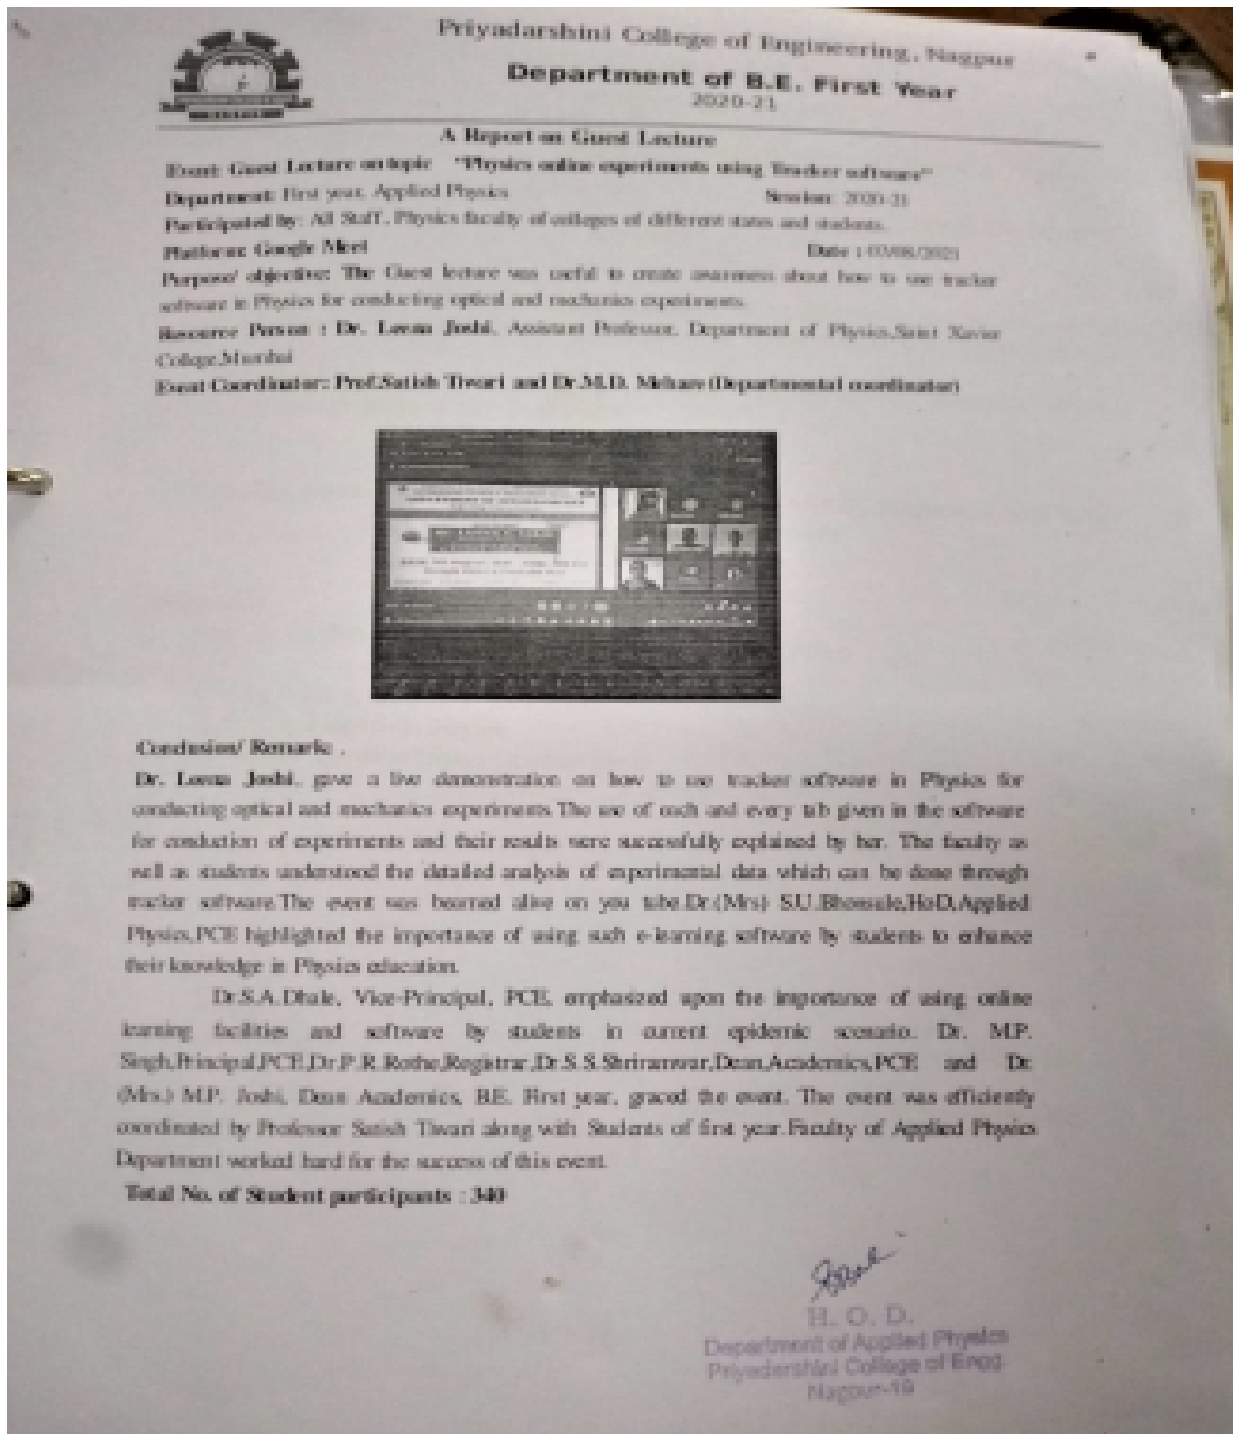 Priyadarshini College of Engineering, Nagpur
Department of B.E. First Year
2020-21
A Report on Guest Lecture
Event: Guest Lecture on topic "Physics online experiments using Tracker software"
Department: First year, Applied Physics Session: 2020-21
Participated by: All Staff, Physics faculty of colleges of different states and students.
Platform: Google Meet Date : 07/08/2021
Purpose/ objective: The Guest lecture was useful to create awareness about how to use tracker
software in Physics for conducting optical and mechanics experiments.
Resource Person : Dr. Leena Joshi, Assistant Professor, Department of Physics,Saint Xavier
College,Mumbai
Event Coordinator: Prof.Satish Tiwari and Dr.M.D. Mehare (Departmental coordinator)
Conclusion/ Remark: .
Dr. Leena Joshi, gave a live demonstration on how to use tracker software in Physics for
conducting optical and mechanics experiments.The use of each and every tab given in the software
for conduction of experiments and their results were successfully explained by her. The faculty as
well as students understood the detailed analysis of experimental data which can be done through
tracker software.The event was beamed alive on you tube.Dr.(Mrs) S.U.Bhonsule,HoD,Applied
Physics,PCE highlighted the importance of using such e-learning software by students to enhance
their knowledge in Physics education.
Dr.S.A.Dhale, Vice-Principal, PCE, emphasized upon the importance of using online
learning facilities and software by students in current epidemic scenario. Dr. M.P.
Singh,Principal,PCE,Dr.P.R.Rothe,Registrar,Dr.S.S.Shriramwar,Dean,Academics,PCE and Dr.
(Mrs.) M.P. Joshi, Dean Academics, B.E. First year, graced the event. The event was efficiently
coordinated by Professor Satish Tiwari along with Students of first year.Faculty of Applied Physics
Department worked hard for the success of this event.
Total No. of Student participants : 340
H. O. D.
Department of Applied Physics
Priyadarshini College of Engg.
Nagpur-19